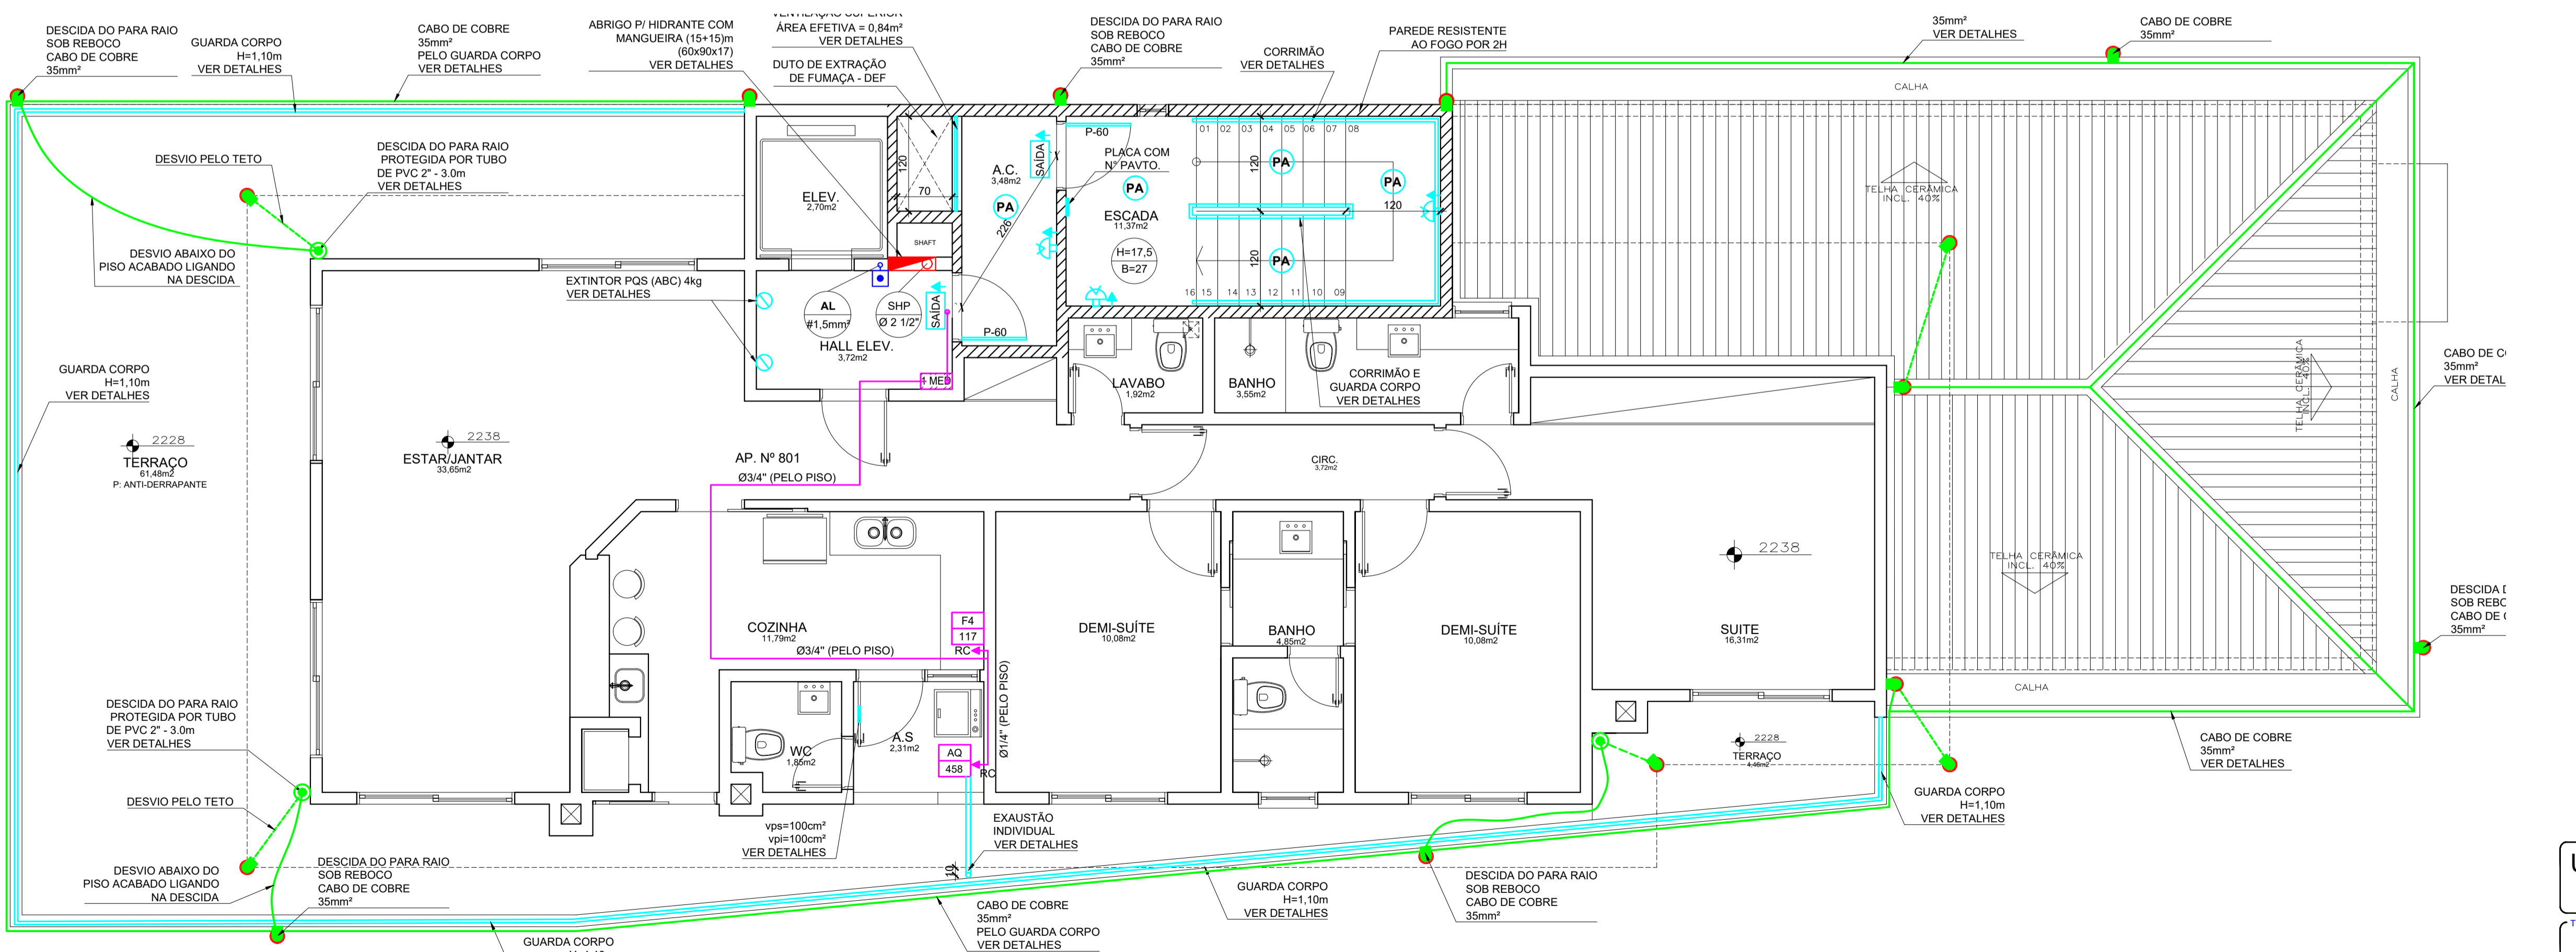 DESCIDA DO PARA RAIO
SOB REBOCO
CABO DE COBRE
35mm²
GUARDA CORPO
H=1,10m
VER DETALHES
CABO DE COBRE
35mm²
PELO GUARDA CORPO
VER DETALHES
ABRIGO P/ HIDRANTE COM
MANGUEIRA (15+15)m
(60x90x17)
VER DETALHES
VENTILAÇÃO SUPERIOR
ÁREA EFETIVA = 0,84m²
VER DETALHES
DUTO DE EXTRAÇÃO
DE FUMAÇA - DEF
DESCIDA DO PARA RAIO
SOB REBOCO
CABO DE COBRE
35mm²
CORRIMÃO
VER DETALHES
PAREDE RESISTENTE
AO FOGO POR 2H
35mm²
VER DETALHES
CABO DE COBRE
35mm²
CALHA
DESVIO PELO TETO
DESCIDA DO PARA RAIO
PROTEGIDA POR TUBO
DE PVC 2" - 3.0m
VER DETALHES
DESVIO ABAIXO DO
PISO ACABADO LIGANDO
NA DESCIDA
ELEV.
2,70m2
120
70
SHAFT
A.C.
3,48m2
PA
226
SAÍDA
P-60
PLACA COM
N° PAVTO.
PA
ESCADA
11,37m2
H=17,5
B=27
01 02 03 04 05 06 07 08
120
PA
PA
120
120
PA
16 15 14 13 12 11 10 09
TELHA CERÂMICA
INCL. 40%
EXTINTOR PQS (ABC) 4kg
VER DETALHES
AL
#1,5mm²
SHP
Ø 2 1/2"
SAÍDA
P-60
HALL ELEV.
3,72m2
1 MED
LAVABO
1,92m2
BANHO
3,55m2
CORRIMÃO E
GUARDA CORPO
VER DETALHES
TELHA CERÂMICA
INCL. 40%
CALHA
CABO DE C
35mm²
VER DETAL
GUARDA CORPO
H=1,10m
VER DETALHES
2228
TERRAÇO
61,48m2
P: ANTI-DERRAPANTE
2238
ESTAR/JANTAR
33,65m2
AP. Nº 801
Ø3/4" (PELO PISO)
CIRC.
3,72m2
2238
TELHA CERÂMICA
INCL. 40%
COZINHA
11,79m2
Ø3/4" (PELO PISO)
F4
117
RC
Ø1/4" (PELO PISO)
DEMI-SUÍTE
10,08m2
BANHO
4,85m2
DEMI-SUÍTE
10,08m2
SUITE
16,31m2
DESCIDA D
SOB REBO
CABO DE
35mm²
CALHA
DESCIDA DO PARA RAIO
PROTEGIDA POR TUBO
DE PVC 2" - 3.0m
VER DETALHES
WC
1,85m2
A.S
2,31m2
AQ
458
RC
2228
TERRAÇO
4,46m2
CABO DE COBRE
35mm²
VER DETALHES
DESVIO PELO TETO
GUARDA CORPO
H=1,10m
VER DETALHES
vps=100cm²
vpi=100cm²
VER DETALHES
EXAUSTÃO
INDIVIDUAL
VER DETALHES
10
DESVIO ABAIXO DO
PISO ACABADO LIGANDO
NA DESCIDA
DESCIDA DO PARA RAIO
SOB REBOCO
CABO DE COBRE
35mm²
GUARDA CORPO
CABO DE COBRE
35mm²
PELO GUARDA CORPO
VER DETALHES
GUARDA CORPO
H=1,10m
VER DETALHES
DESCIDA DO PARA RAIO
SOB REBOCO
CABO DE COBRE
35mm²